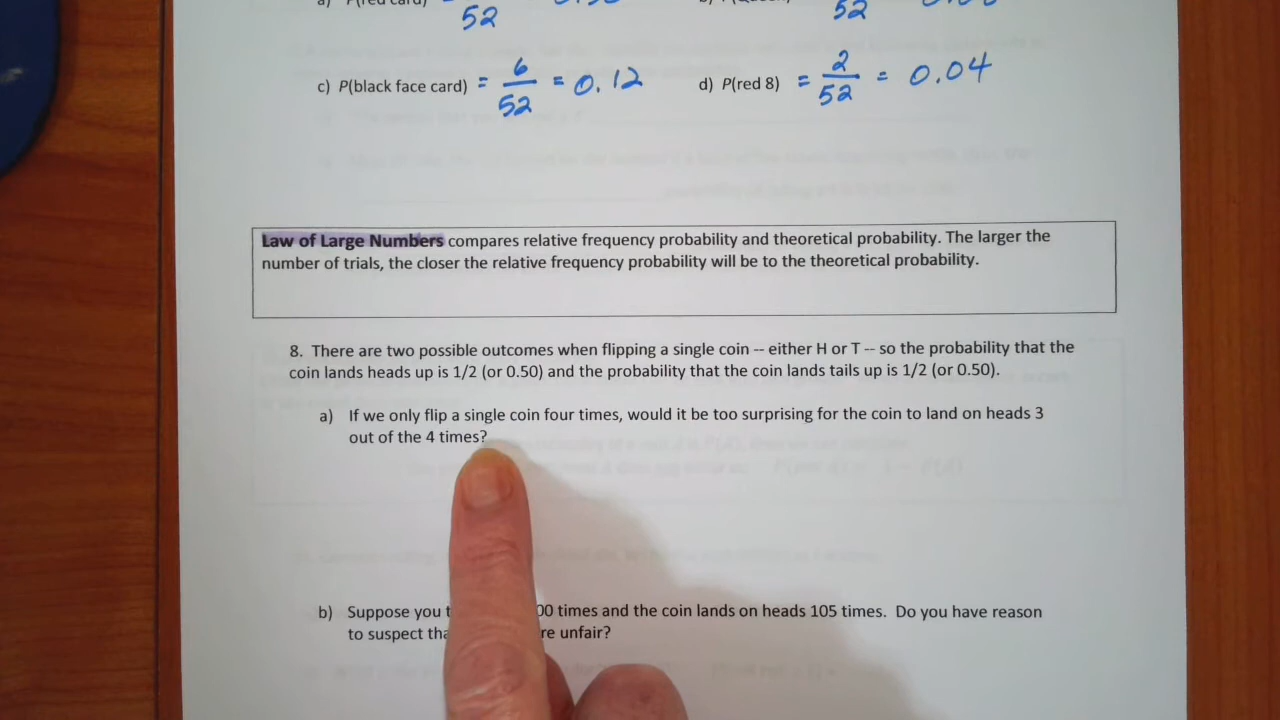 52
52
c) P(black face card) = 6/52 = 0.12 d) P(red 8) = 2/52 = 0.04
Law of Large Numbers compares relative frequency probability and theoretical probability. The larger the
number of trials, the closer the relative frequency probability will be to the theoretical probability.
8. There are two possible outcomes when flipping a single coin -- either H or T -- so the probability that the
coin lands heads up is 1/2 (or 0.50) and the probability that the coin lands tails up is 1/2 (or 0.50).
a) If we only flip a single coin four times, would it be too surprising for the coin to land on heads 3
out of the 4 times?
b) Suppose you 00 times and the coin lands on heads 105 times. Do you have reason
to suspect unfair?